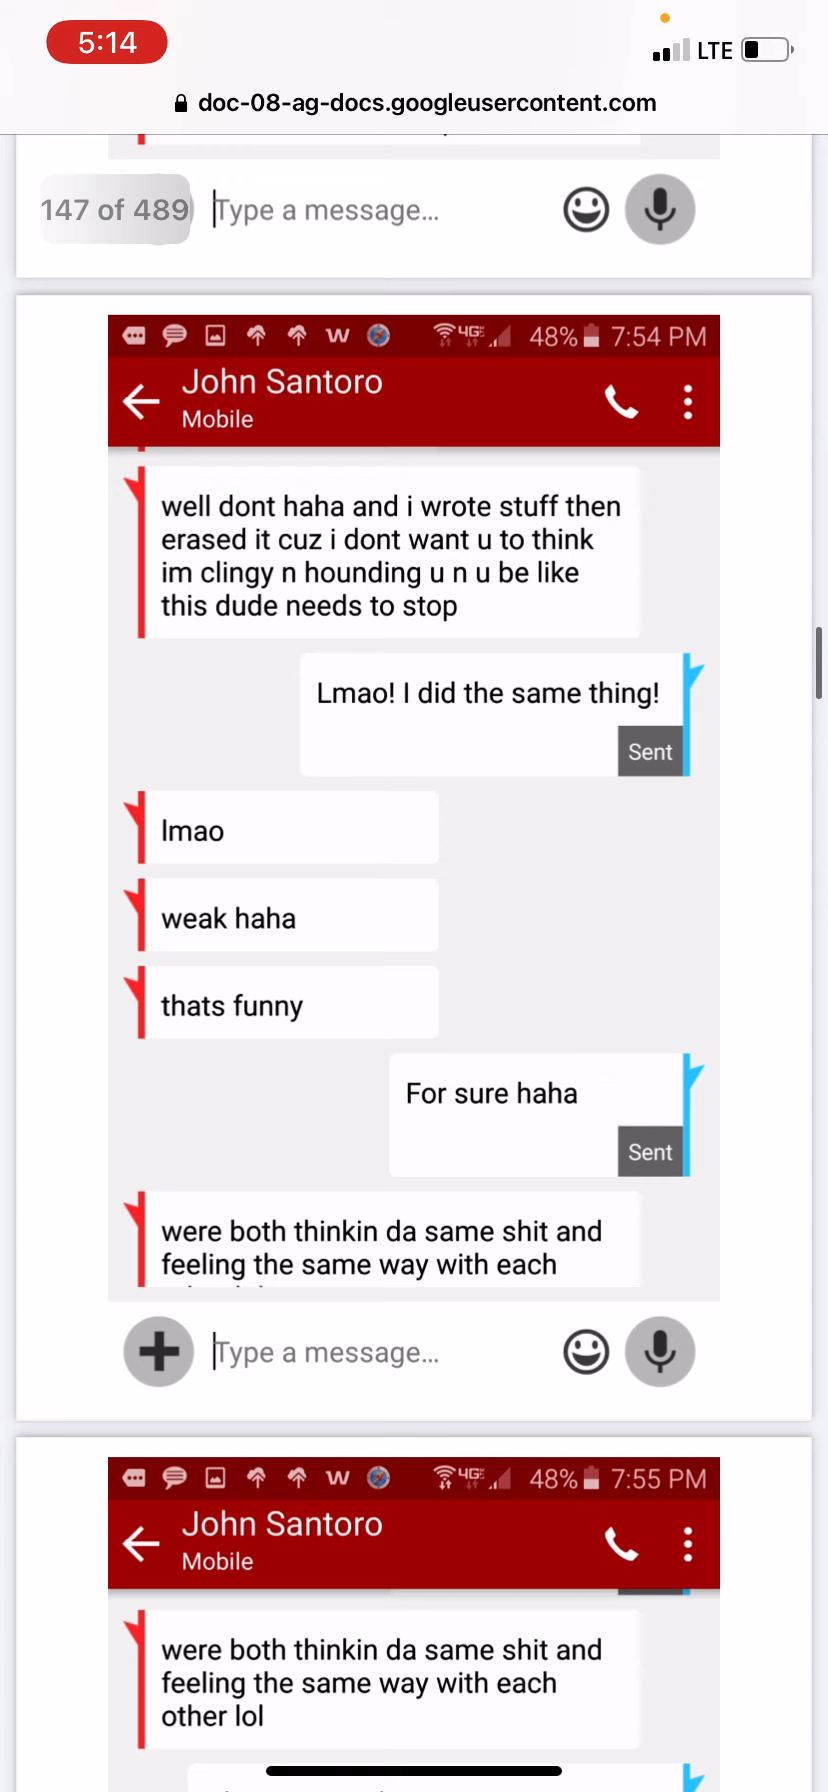 5:14
LTE
doc-08-ag-docs.googleusercontent.com
147 of 489
Type a message...
4G 48% 7:54 PM
John Santoro
Mobile
well dont haha and i wrote stuff then
erased it cuz i dont want u to think
im clingy n hounding u n u be like
this dude needs to stop
Lmao! I did the same thing!
Sent
lmao
weak haha
thats funny
For sure haha
Sent
were both thinkin da same shit and
feeling the same way with each
Type a message...
4G 48% 7:55 PM
John Santoro
Mobile
were both thinkin da same shit and
feeling the same way with each
other lol